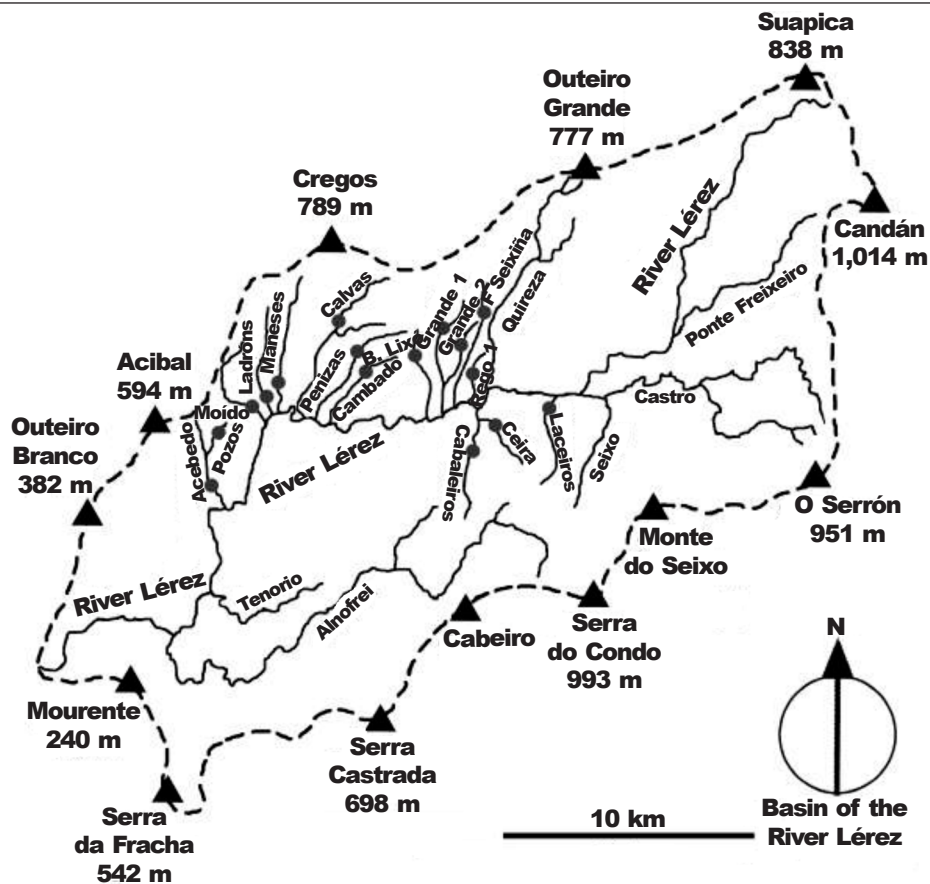 Suapica
838 m
Outeiro
Grande
777 m
Cregos
789 m
Candán
1,014 m
River Lérez
Ponte Freixeiro
F. Seixiña
Quireza
Calvas
Grande 1
Grande 2
Ladróns
Maneses
Penizas
B. Lixó
Cambado
Rego 1
Castro
Acibal
594 m
Moído
Pozos
Acebedo
Outeiro
Branco
382 m
River Lérez
Cabaleiros
Ceira
Laceiros
Seixo
O Serrón
951 m
Monte
do Seixo
River Lérez
Tenorio
Alnofrei
Cabeiro
Serra
do Condo
993 m
Mourente
240 m
Serra
Castrada
698 m
Serra
da Fracha
542 m
N
10 km
Basin of the
River Lérez